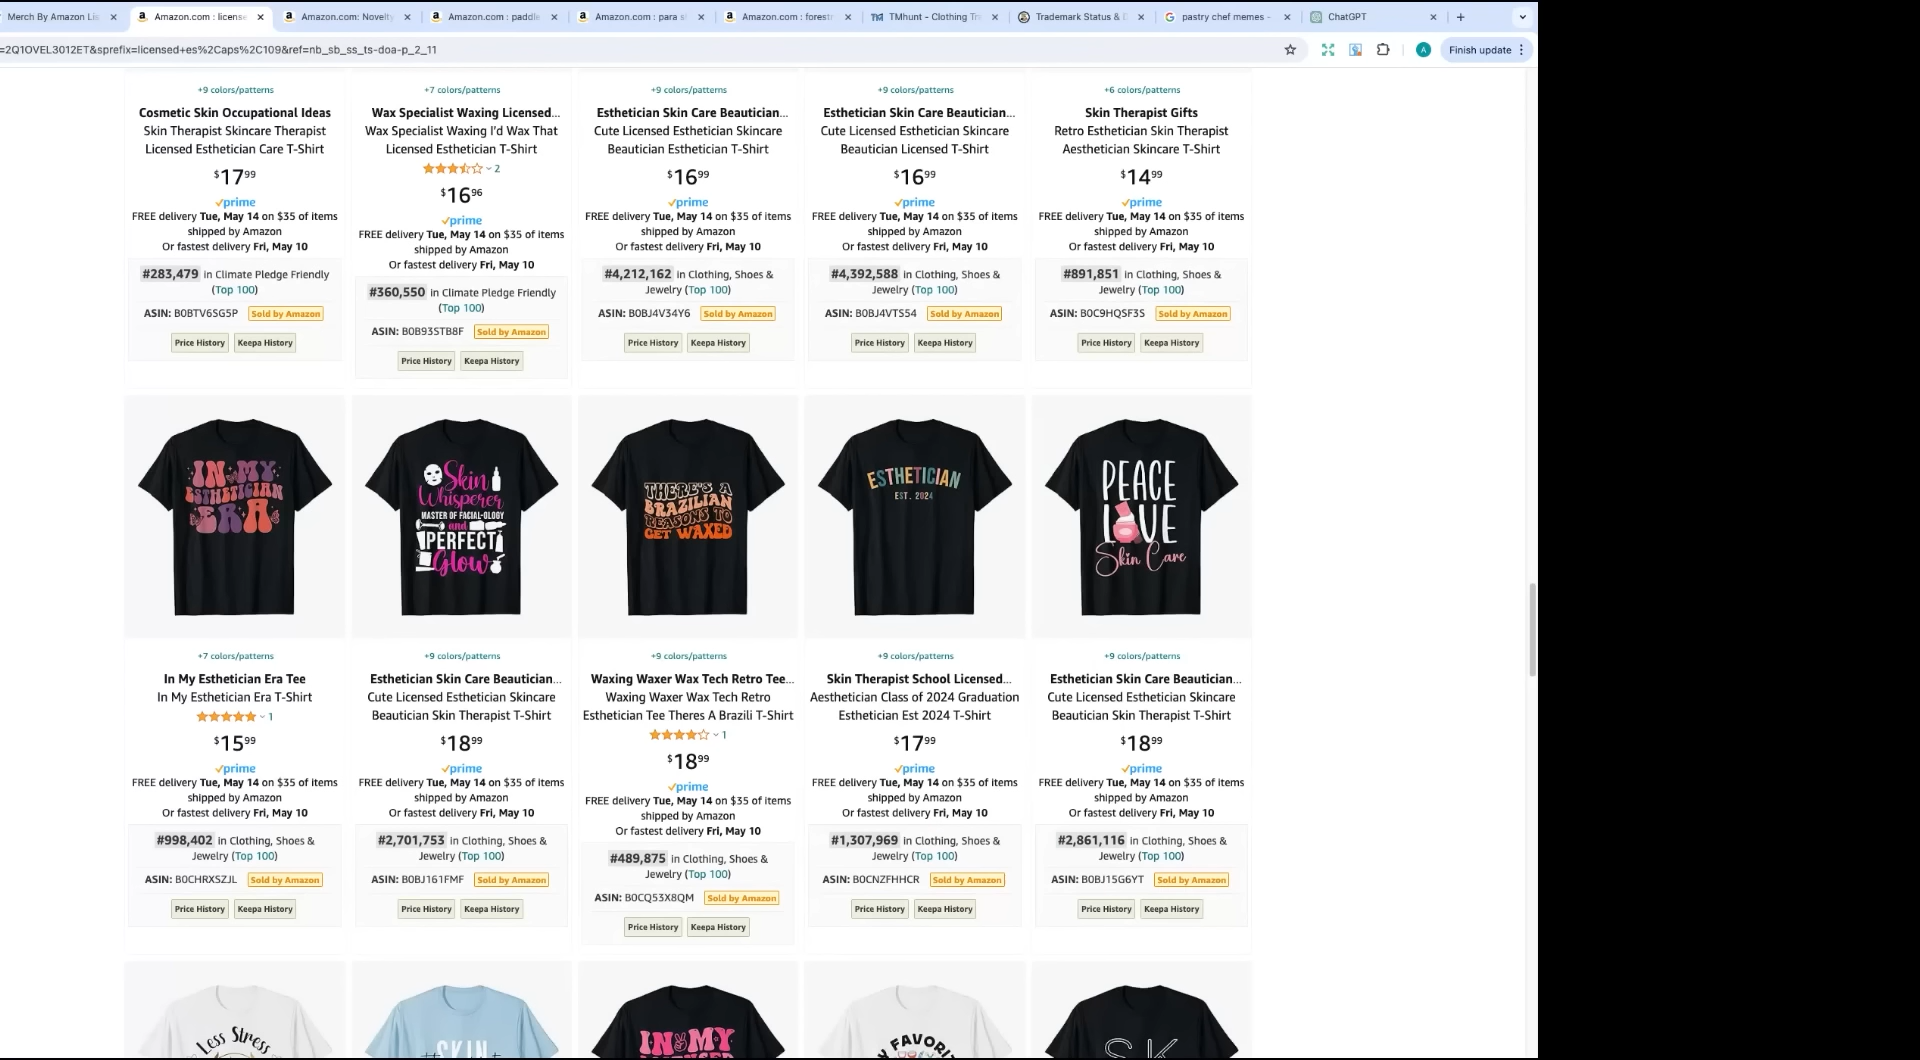 Merch By Amazon Lis
Amazon.com : license
Amazon.com: Novelty
Amazon.com : paddle
Amazon.com : para s
Amazon.com : forest
TMhunt - Clothing Tr
Trademark Status & D
pastry chef memes -
ChatGPT
=2Q1OVEL3012ET&sprefix=licensed+es%2Caps%2C109&ref=nb_sb_ss_ts-doa-p_2_11
A
Finish update
+9 colors/patterns
Cosmetic Skin Occupational Ideas
Skin Therapist Skincare Therapist
Licensed Esthetician Care T-Shirt
$17 99
prime
FREE delivery Tue, May 14 on $35 of items
shipped by Amazon
Or fastest delivery Fri, May 10
#283,479 in Climate Pledge Friendly
(Top 100)
ASIN: B0BTV6SG5P Sold by Amazon
Price History Keepa History
+7 colors/patterns
Wax Specialist Waxing Licensed...
Wax Specialist Waxing I'd Wax That
Licensed Esthetician T-Shirt
2
$16 96
prime
FREE delivery Tue, May 14 on $35 of items
shipped by Amazon
Or fastest delivery Fri, May 10
#360,550 in Climate Pledge Friendly
(Top 100)
ASIN: B0B93STB8F Sold by Amazon
Price History Keepa History
+9 colors/patterns
Esthetician Skin Care Beautician...
Cute Licensed Esthetician Skincare
Beautician Esthetician T-Shirt
$16 99
prime
FREE delivery Tue, May 14 on $35 of items
shipped by Amazon
Or fastest delivery Fri, May 10
#4,212,162 in Clothing, Shoes &
Jewelry (Top 100)
ASIN: B0BJ4V34Y6 Sold by Amazon
Price History Keepa History
+9 colors/patterns
Esthetician Skin Care Beautician...
Cute Licensed Esthetician Skincare
Beautician Licensed T-Shirt
$16 99
prime
FREE delivery Tue, May 14 on $35 of items
shipped by Amazon
Or fastest delivery Fri, May 10
#4,392,588 in Clothing, Shoes &
Jewelry (Top 100)
ASIN: B0BJ4VTS54 Sold by Amazon
Price History Keepa History
+6 colors/patterns
Skin Therapist Gifts
Retro Esthetician Skin Therapist
Aesthetician Skincare T-Shirt
$14 99
prime
FREE delivery Tue, May 14 on $35 of items
shipped by Amazon
Or fastest delivery Fri, May 10
#891,851 in Clothing, Shoes &
Jewelry (Top 100)
ASIN: B0C9HQSF3S Sold by Amazon
Price History Keepa History
IN MY
ESTHETICIAN
ERA
Skin
Whisperer
MASTER OF FACIAL-OLOGY
and
PERFECT
Glow
THERE'S A
BRAZILIAN
REASONS TO
GET WAXED
ESTHETICIAN
EST. 2024
PEACE
LOVE
Skin Care
+7 colors/patterns
In My Esthetician Era Tee
In My Esthetician Era T-Shirt
1
$15 99
prime
FREE delivery Tue, May 14 on $35 of items
shipped by Amazon
Or fastest delivery Fri, May 10
#998,402 in Clothing, Shoes &
Jewelry (Top 100)
ASIN: B0CHRXSZJL Sold by Amazon
Price History Keepa History
+9 colors/patterns
Esthetician Skin Care Beautician...
Cute Licensed Esthetician Skincare
Beautician Skin Therapist T-Shirt
$18 99
prime
FREE delivery Tue, May 14 on $35 of items
shipped by Amazon
Or fastest delivery Fri, May 10
#2,701,753 in Clothing, Shoes &
Jewelry (Top 100)
ASIN: B0BJ161FMF Sold by Amazon
Price History Keepa History
+9 colors/patterns
Waxing Waxer Wax Tech Retro Tee...
Waxing Waxer Wax Tech Retro
Esthetician Tee Theres A Brazili T-Shirt
1
$18 99
prime
FREE delivery Tue, May 14 on $35 of items
shipped by Amazon
Or fastest delivery Fri, May 10
#489,875 in Clothing, Shoes &
Jewelry (Top 100)
ASIN: B0CQ53X8QM Sold by Amazon
Price History Keepa History
+9 colors/patterns
Skin Therapist School Licensed...
Aesthetician Class of 2024 Graduation
Esthetician Est 2024 T-Shirt
$17 99
prime
FREE delivery Tue, May 14 on $35 of items
shipped by Amazon
Or fastest delivery Fri, May 10
#1,307,969 in Clothing, Shoes &
Jewelry (Top 100)
ASIN: B0CNZFHHCR Sold by Amazon
Price History Keepa History
+9 colors/patterns
Esthetician Skin Care Beautician...
Cute Licensed Esthetician Skincare
Beautician Skin Therapist T-Shirt
$18 99
prime
FREE delivery Tue, May 14 on $35 of items
shipped by Amazon
Or fastest delivery Fri, May 10
#2,861,116 in Clothing, Shoes &
Jewelry (Top 100)
ASIN: B0BJ15G6YT Sold by Amazon
Price History Keepa History
Less Stress
SKIN
IN MY
FAVORI
SK